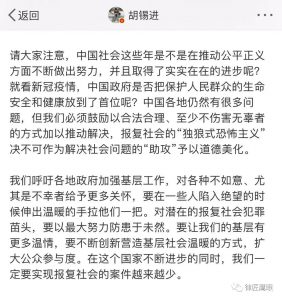 返回
胡锡进
请大家注意，中国社会这些年是不是在推动公平正义
方面不断做出努力，并且取得了实实在在的进步呢？
就看新冠疫情，中国政府是否把保护人民群众的生命
安全和健康放到了首位呢？中国各地仍然有很多问
题，但我们必须鼓励以合法合理、至少不伤害无辜者
的方式加以推动解决，报复社会的“独狼式恐怖主义”
决不可作为解决社会问题的“助攻”予以道德美化。
我们呼吁各地政府加强基层工作，对各种不如意、尤
其是不幸者给予更多关怀，要在一些人陷入绝望的时
候伸出温暖的手拉他们一把。对潜在的报复社会犯罪
苗头，要以最大努力防患于未然。要让我们的基层有
更多温情，要不断创新营造基层社会温暖的方式，扩
大公众参与度。在这个国家不断进步的同时，我们一
定要实现报复社会的案件越来越少。